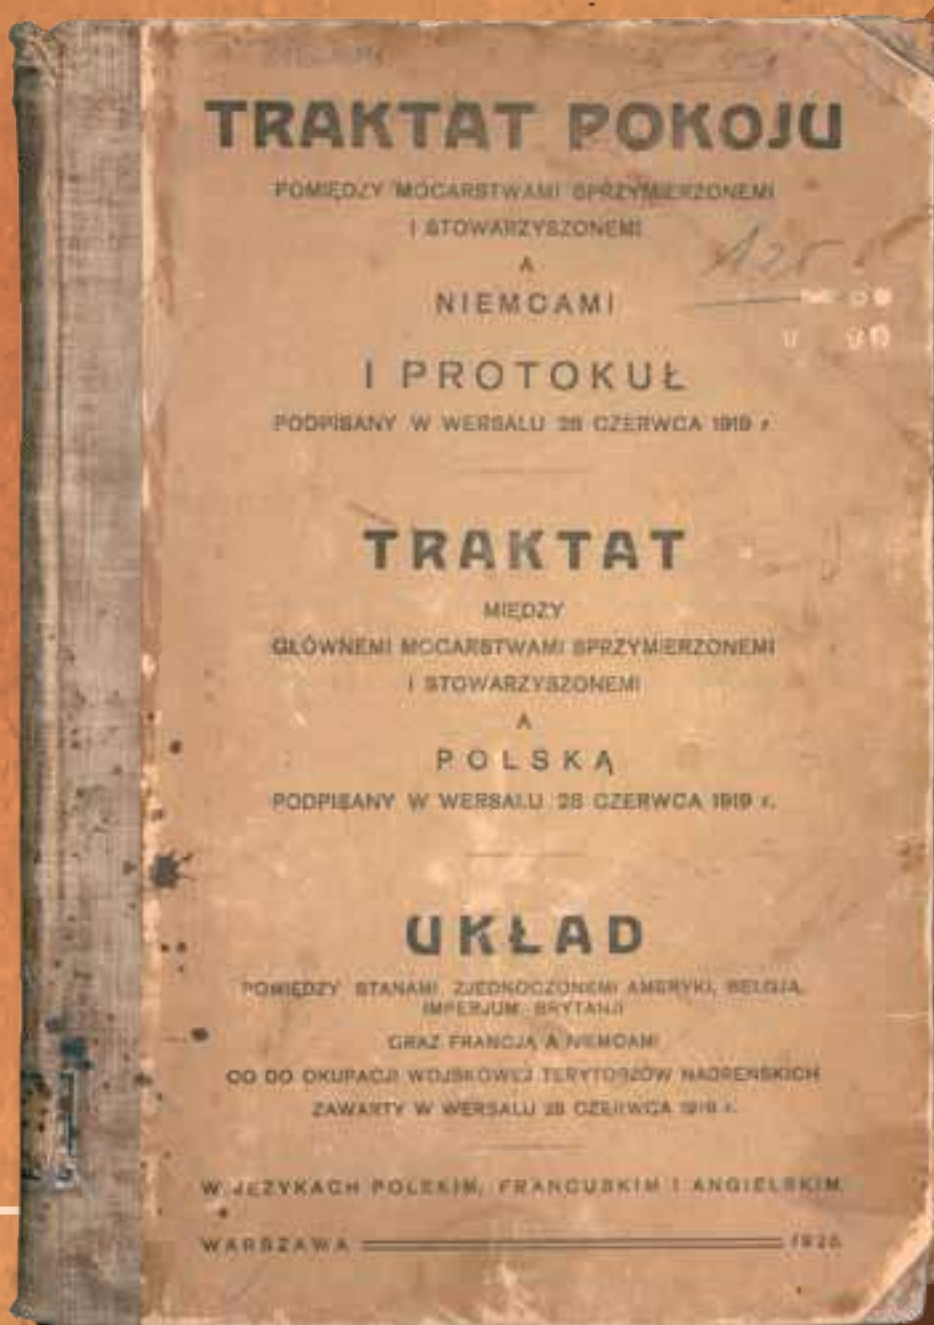 TRAKTAT POKOJU
POMIĘDZY MOCARSTWAMI SPRZYMIERZONEMI
I STOWARZYSZONEMI
A
NIEMCAMI
I PROTOKUŁ
PODPISANY W WERSALU 28 CZERWCA 1919 r
TRAKTAT
MIĘDZY
GŁÓWNEMI MOCARSTWAMI SPRZYMIERZONEMI
I STOWARZYSZONEMI
A
POLSKĄ
PODPISANY W WERSALU 28 CZERWCA 1919 r.
UKŁAD
POMIĘDZY STANAMI ZJEDNOCZONEMI AMERYKI, BELGJĄ,
IMPERJUM BRYTANJI
ORAZ FRANCJĄ A NIEMCAMI
CO DO OKUPACJI WOJSKOWEJ TERYTORJÓW NADREŃSKICH
ZAWARTY W WERSALU 28 CZERWCA 1919 r.
W JĘZYKACH POLSKIM, FRANCUSKIM I ANGIELSKIM
WARSZAWA